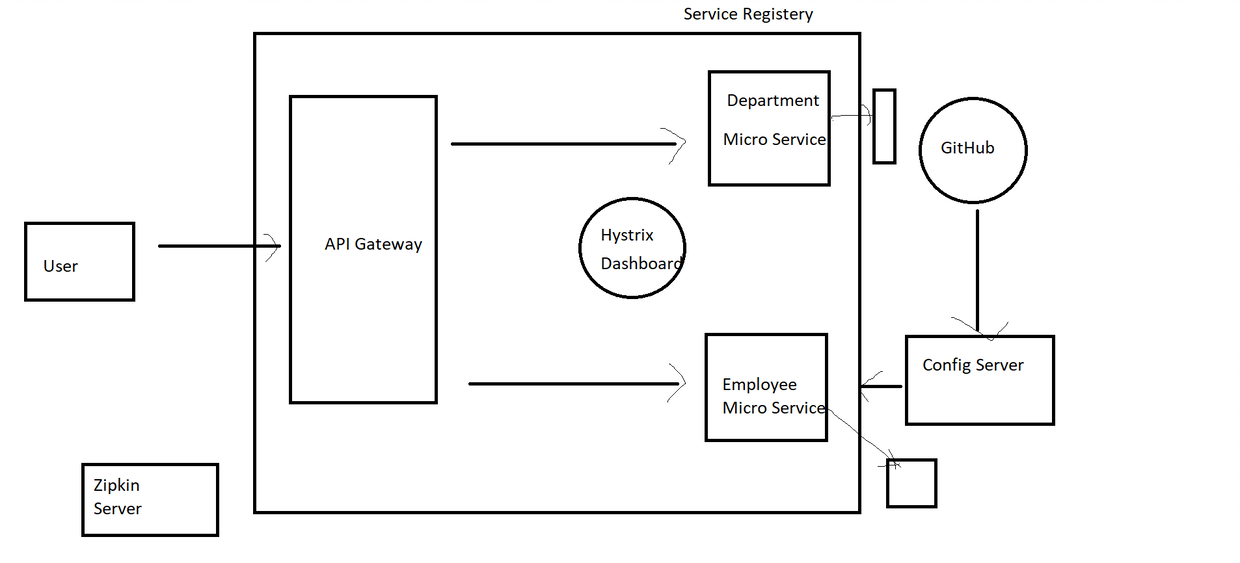 Service Registery
Department
Micro Service
GitHub
Hystrix
Dashboard
API Gateway
User
Config Server
Employee
Micro Service
Zipkin
Server